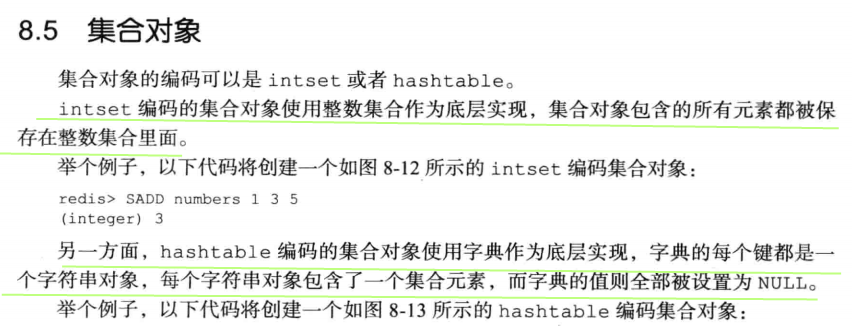 8.5 集合对象
集合对象的编码可以是 intset 或者 hashtable。
intset 编码的集合对象使用整数集合作为底层实现，集合对象包含的所有元素都被保
存在整数集合里面。
举个例子，以下代码将创建一个如图 8-12 所示的 intset 编码集合对象：
redis> SADD numbers 1 3 5
(integer) 3
另一方面，hashtable 编码的集合对象使用字典作为底层实现，字典的每个键都是一
个字符串对象，每个字符串对象包含了一个集合元素，而字典的值则全部被设置为 NULL。
举个例子，以下代码将创建一个如图 8-13 所示的 hashtable 编码集合对象：